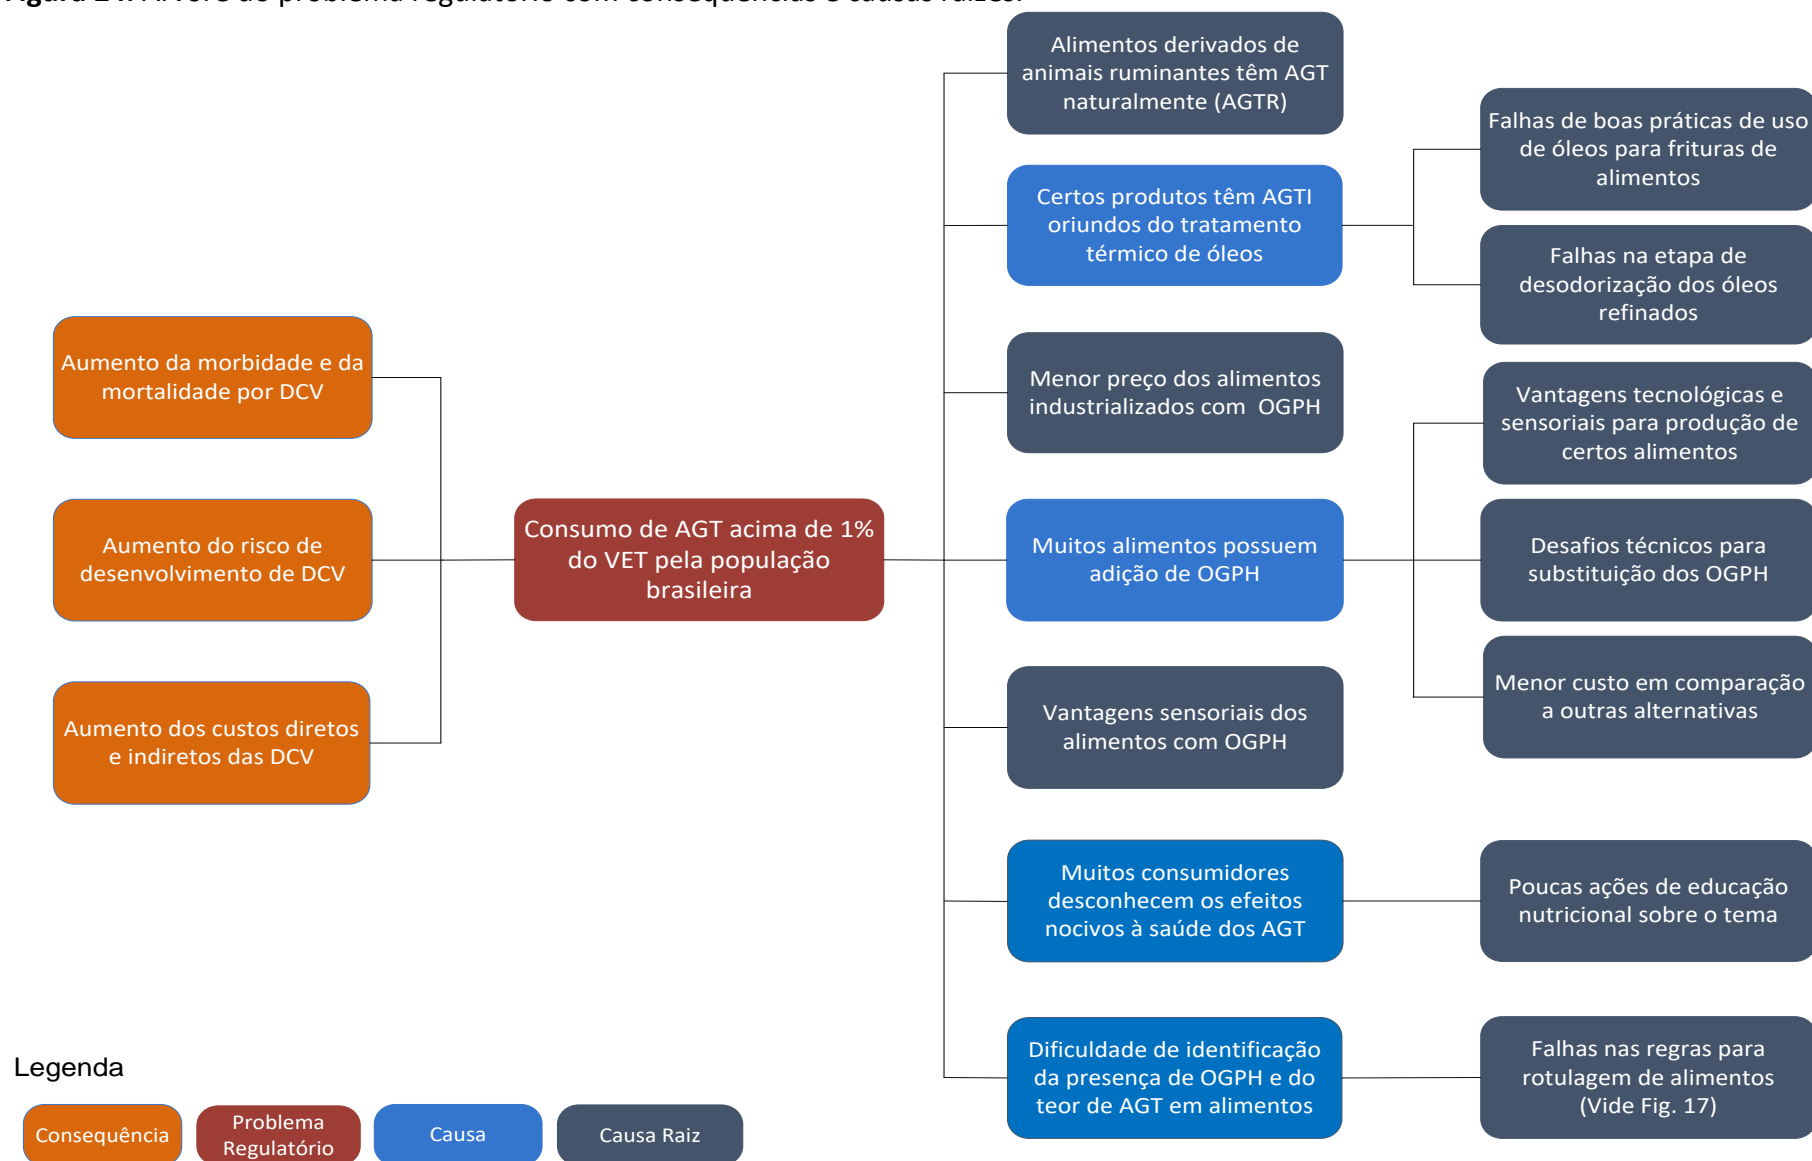 Árvore do problema regulatório com consequências e causas raízes.
Alimentos derivados de
animais ruminantes têm AGT
naturalmente (AGTR)
Certos produtos têm AGTI
oriundos do tratamento
térmico de óleos
Falhas de boas práticas de uso
de óleos para frituras de
alimentos
Falhas na etapa de
desodorização dos óleos
refinados
Aumento da morbidade e da
mortalidade por DCV
Menor preço dos alimentos
industrializados com OGPH
Vantagens tecnológicas e
sensoriais para produção de
certos alimentos
Aumento do risco de
desenvolvimento de DCV
Consumo de AGT acima de 1%
do VET pela população
brasileira
Muitos alimentos possuem
adição de OGPH
Desafios técnicos para
substituição dos OGPH
Aumento dos custos diretos
e indiretos das DCV
Vantagens sensoriais dos
alimentos com OGPH
Menor custo em comparação
a outras alternativas
Muitos consumidores
desconhecem os efeitos
nocivos à saúde dos AGT
Poucas ações de educação
nutricional sobre o tema
Dificuldade de identificação
da presença de OGPH e do
teor de AGT em alimentos
Falhas nas regras para
rotulagem de alimentos
(Vide Fig. 17)
Legenda
Consequência
Problema
Regulatório
Causa
Causa Raiz